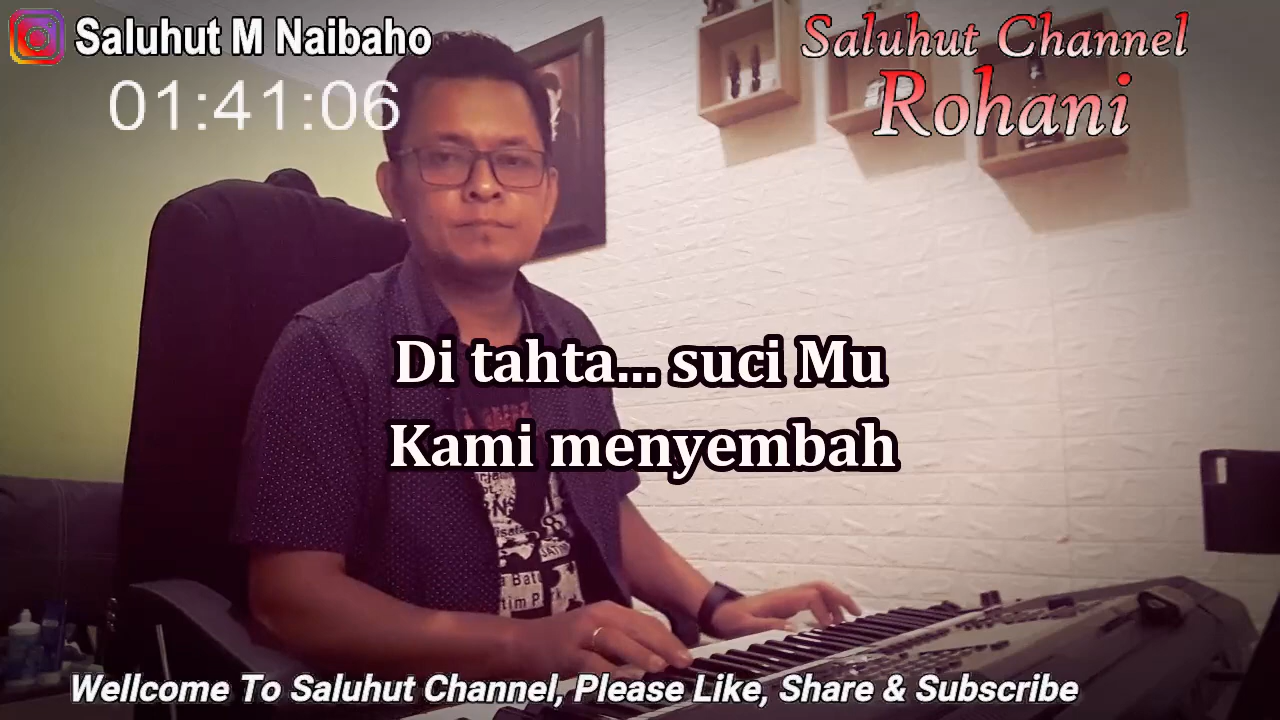 Saluhut M Naibaho
01:41:06
Saluhut Channel
Rohani
Di tahta... suci Mu
Kami menyembah
Wellcome To Saluhut Channel, Please Like, Share & Subscribe